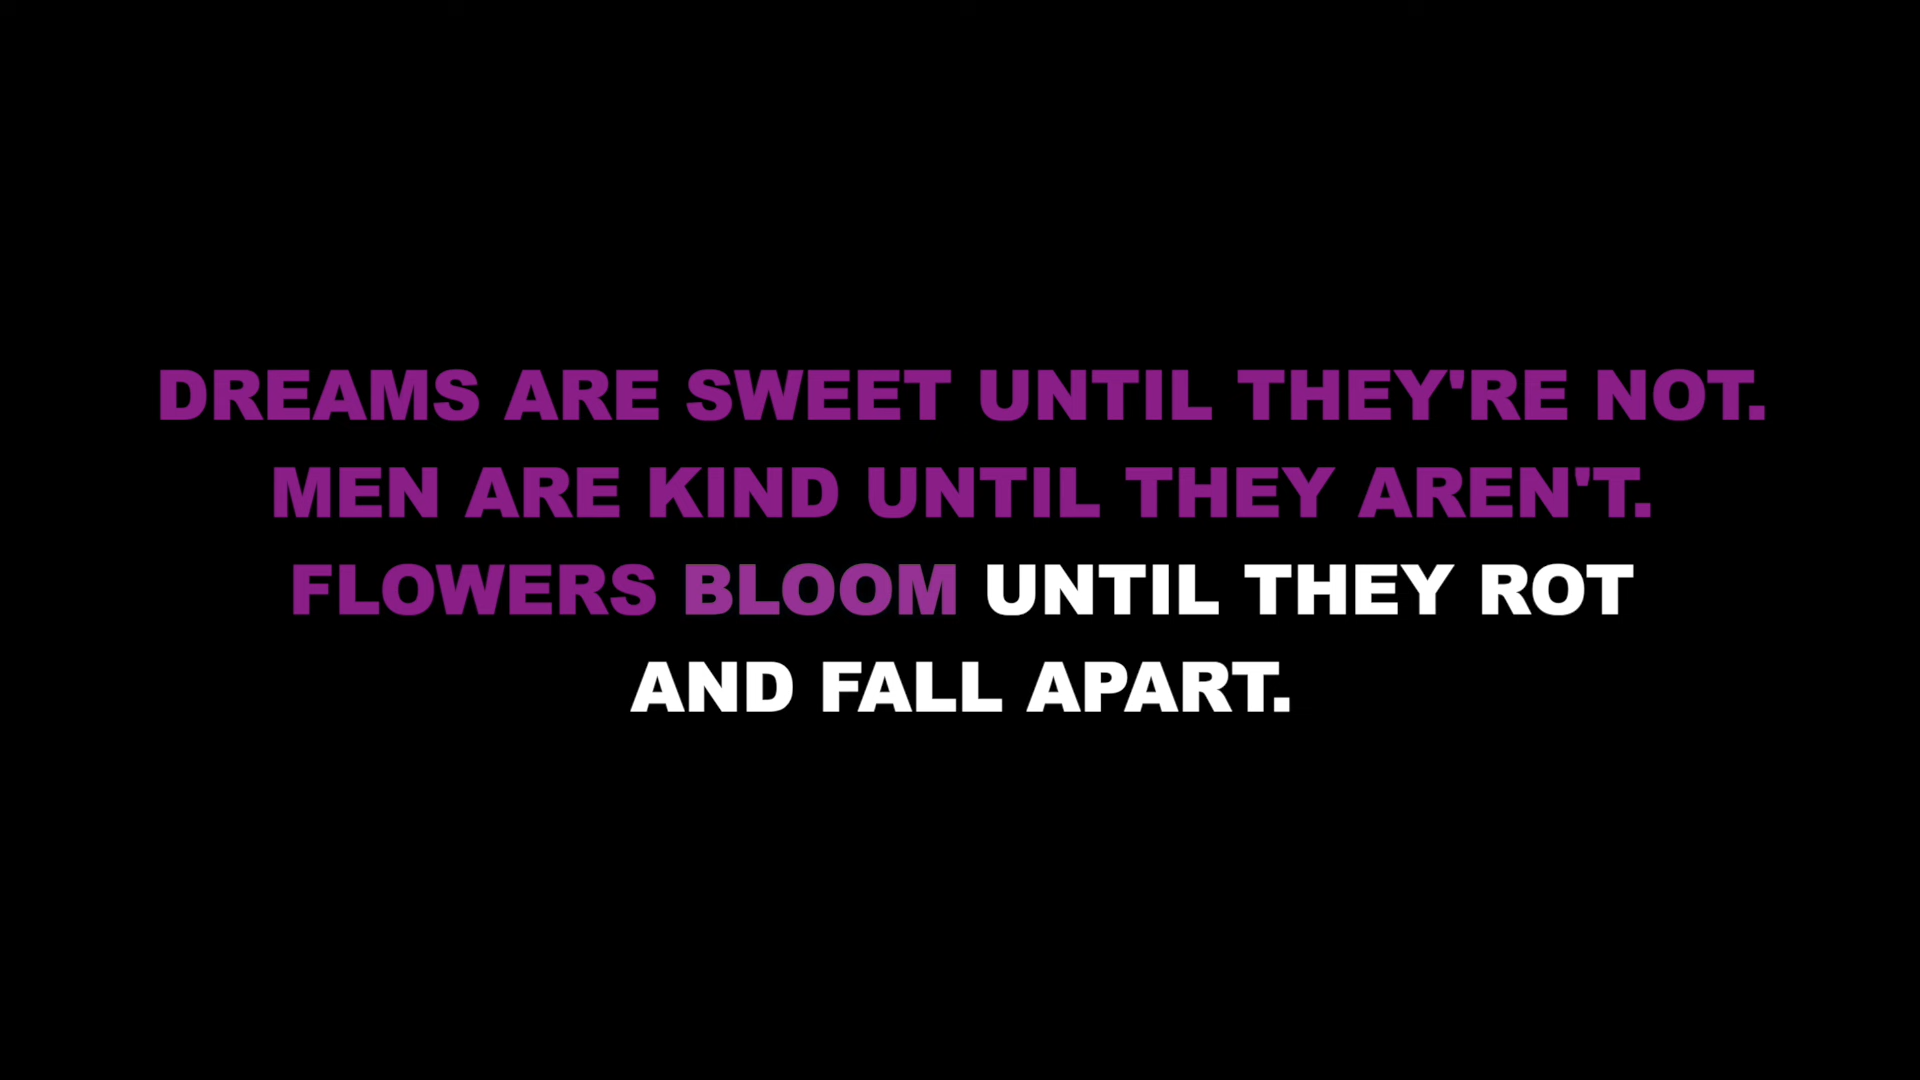 DREAMS ARE SWEET UNTIL THEY'RE NOT.
MEN ARE KIND UNTIL THEY AREN'T.
FLOWERS BLOOM UNTIL THEY ROT
AND FALL APART.